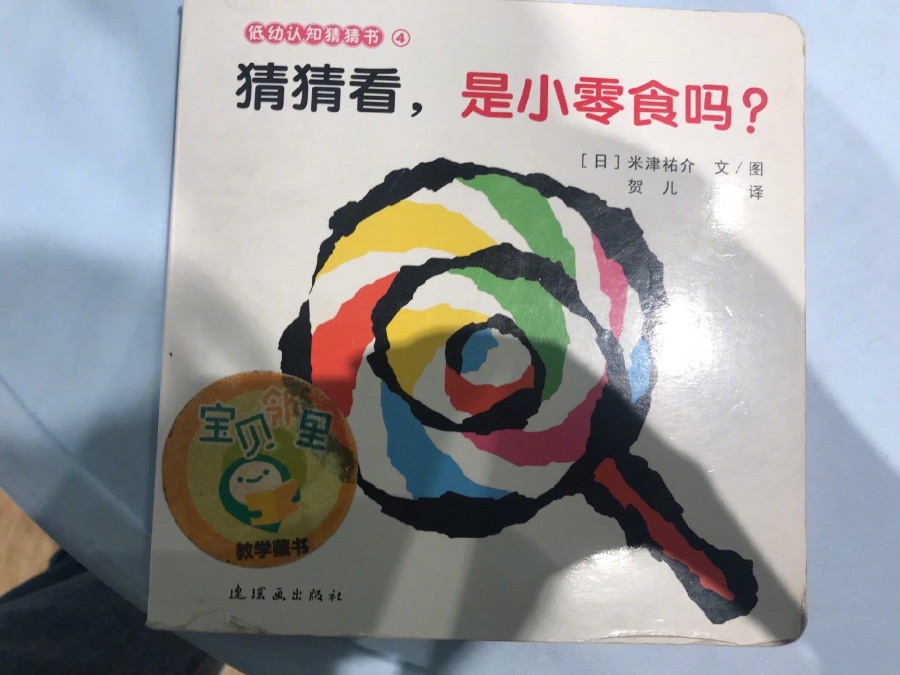 低幼认知猜猜书 ④
猜猜看，是小零食吗？
[日]米津祐介 文/图
贺儿 译
宝贝邻里
教学藏书
连环画出版社